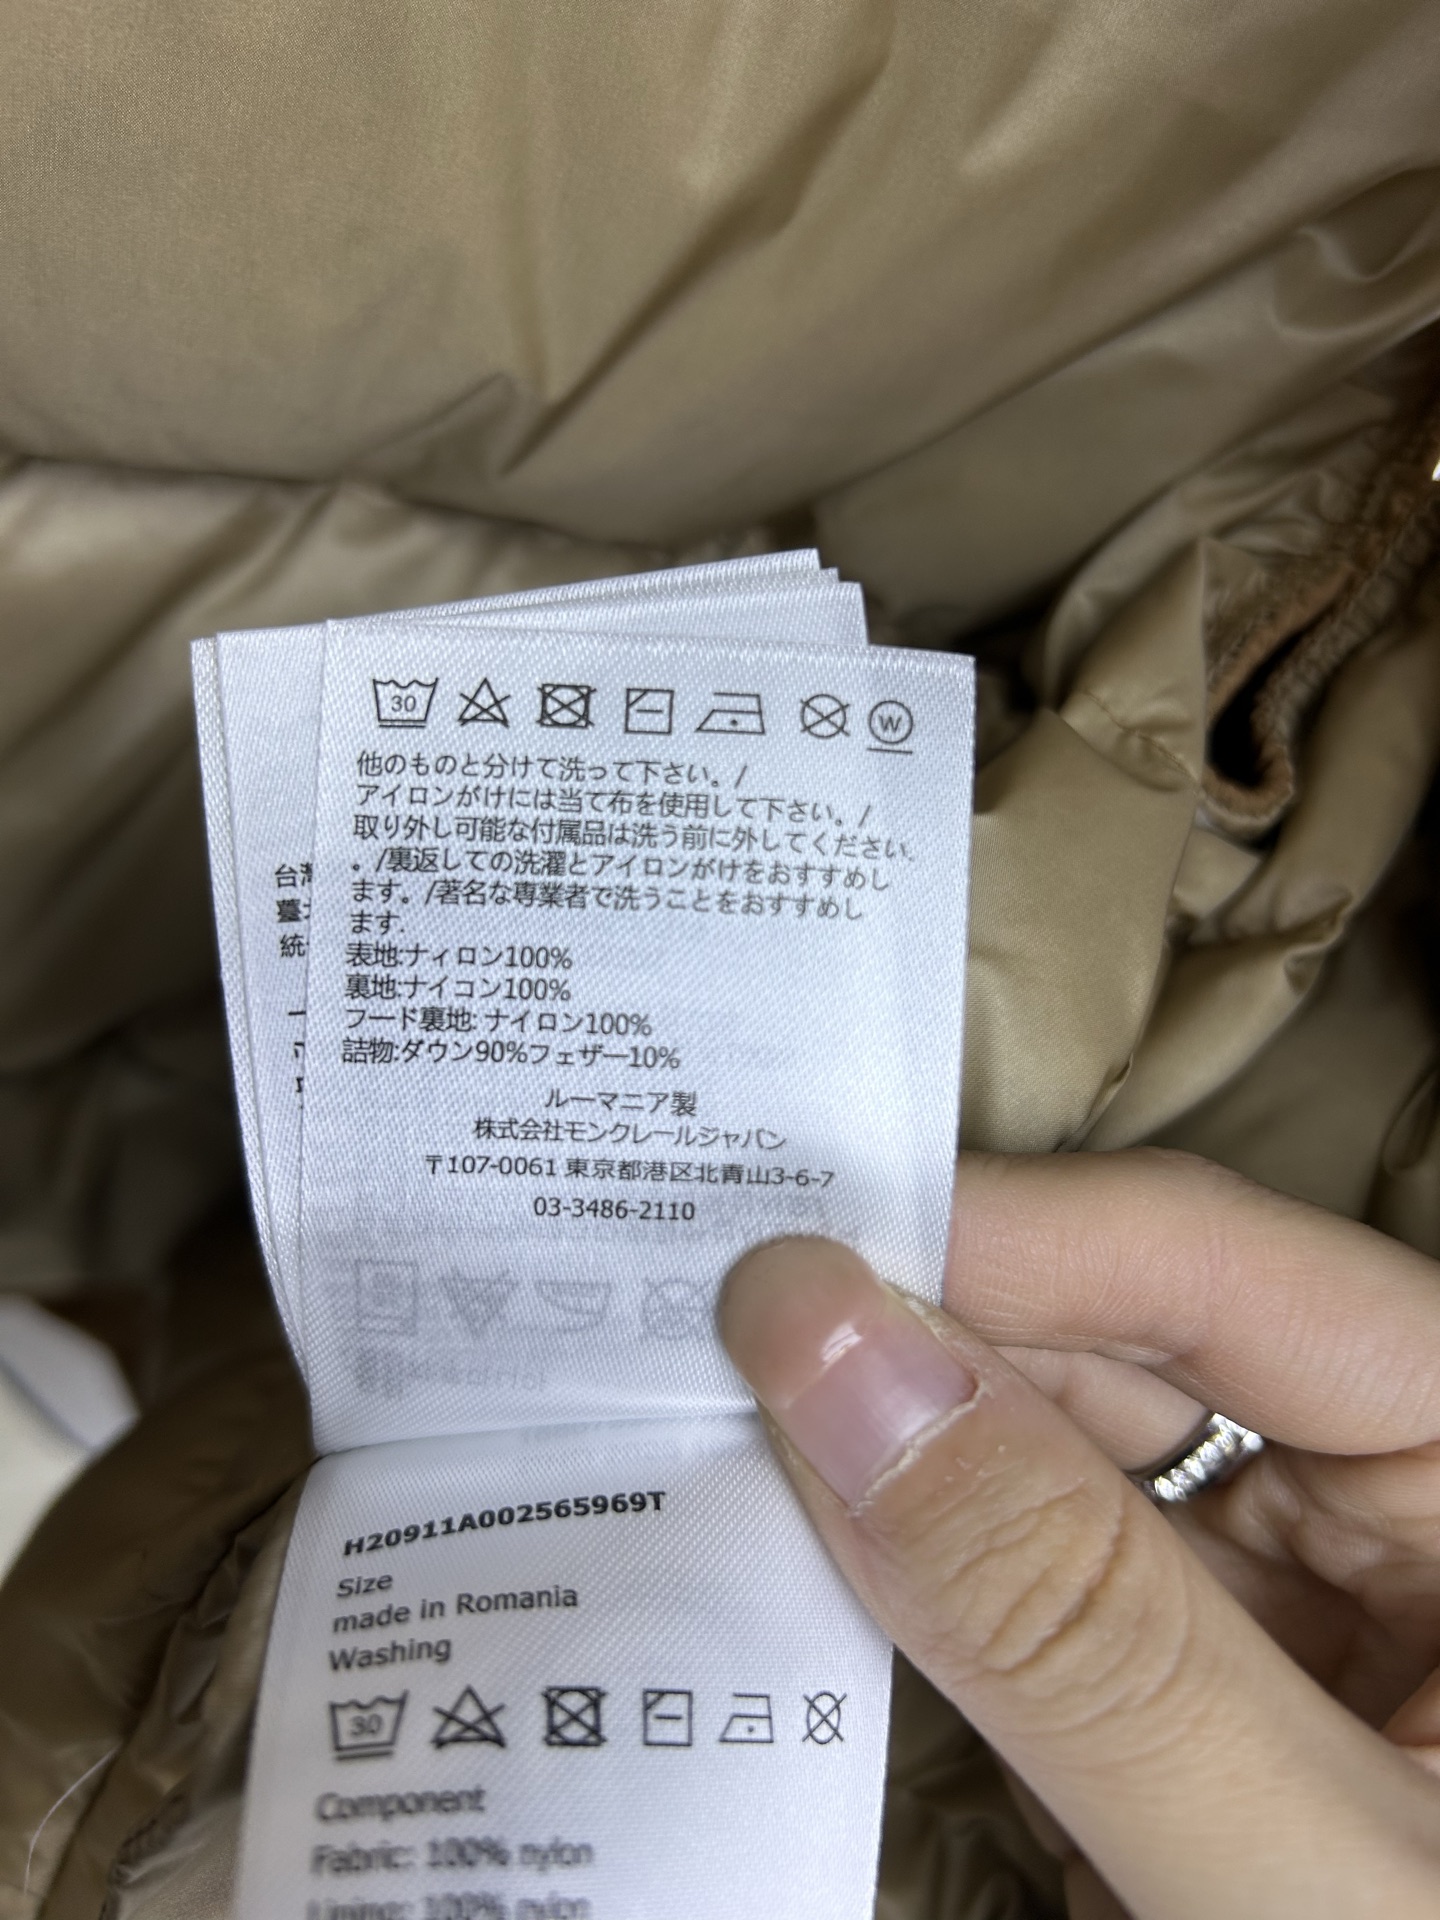 30
W
他のものと分けて洗って下さい。/
アイロンがけには当て布を使用して下さい。/
取り外し可能な付属品は洗う前に外してください.
。/裏返しての洗濯とアイロンがけをおすすめし
ます。/著名な専業者で洗うことをおすすめし
ます.
表地:ナィロン100%
裏地:ナイコン100%
フード裏地: ナイロン100%
詰物:ダウン90%フェザー10%
ルーマニア製
株式会社モンクレールジャパン
〒107-0061 東京都港区北青山3-6-7
03-3486-2110
台
統
H20911A002565969T
Size
made in Romania
Washing
30
Component
Fabric: 100% nylon
Lining: 100% nylon